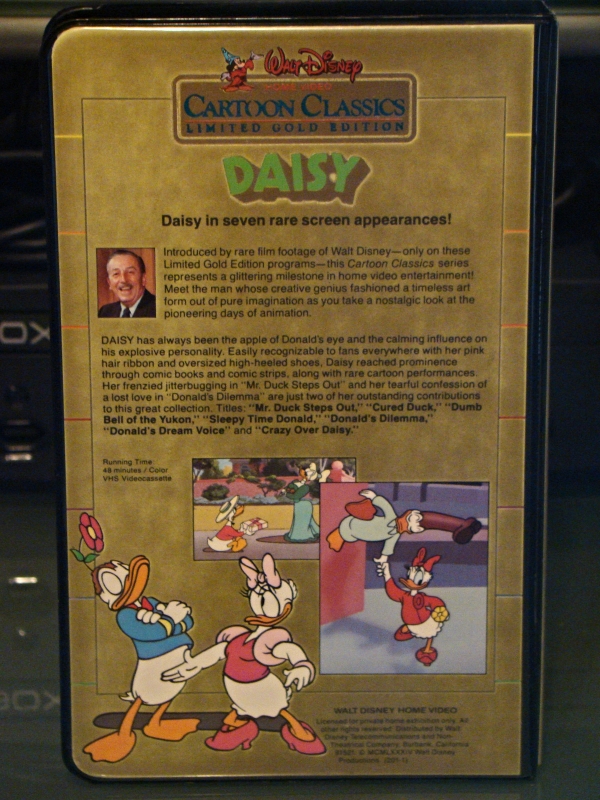 WALT DISNEY
HOME VIDEO
CARTOON CLASSICS
LIMITED GOLD EDITION
DAISY
Daisy in seven rare screen appearances!
Introduced by rare film footage of Walt Disney—only on these
Limited Gold Edition programs—this Cartoon Classics series
represents a glittering milestone in home video entertainment!
Meet the man whose creative genius fashioned a timeless art
form out of pure imagination as you take a nostalgic look at the
pioneering days of animation.
DAISY has always been the apple of Donald's eye and the calming influence on
his explosive personality. Easily recognizable to fans everywhere with her pink
hair ribbon and oversized high-heeled shoes, Daisy reached prominence
through comic books and comic strips, along with rare cartoon performances.
Her frenzied jitterbugging in "Mr. Duck Steps Out" and her tearful confession of
a lost love in "Donald's Dilemma" are just two of her outstanding contributions
to this great collection. Titles: "Mr. Duck Steps Out," "Cured Duck," "Dumb
Bell of the Yukon," "Sleepy Time Donald," "Donald's Dilemma,"
"Donald's Dream Voice" and "Crazy Over Daisy."
Running Time:
48 minutes / Color
VHS Videocassette
WALT DISNEY HOME VIDEO
Licensed for private home exhibition only. All
other rights reserved. Distributed by Walt
Disney Telecommunications and Non-
Theatrical Company, Burbank, California
91521. © MCMLXXXIV Walt Disney
Productions